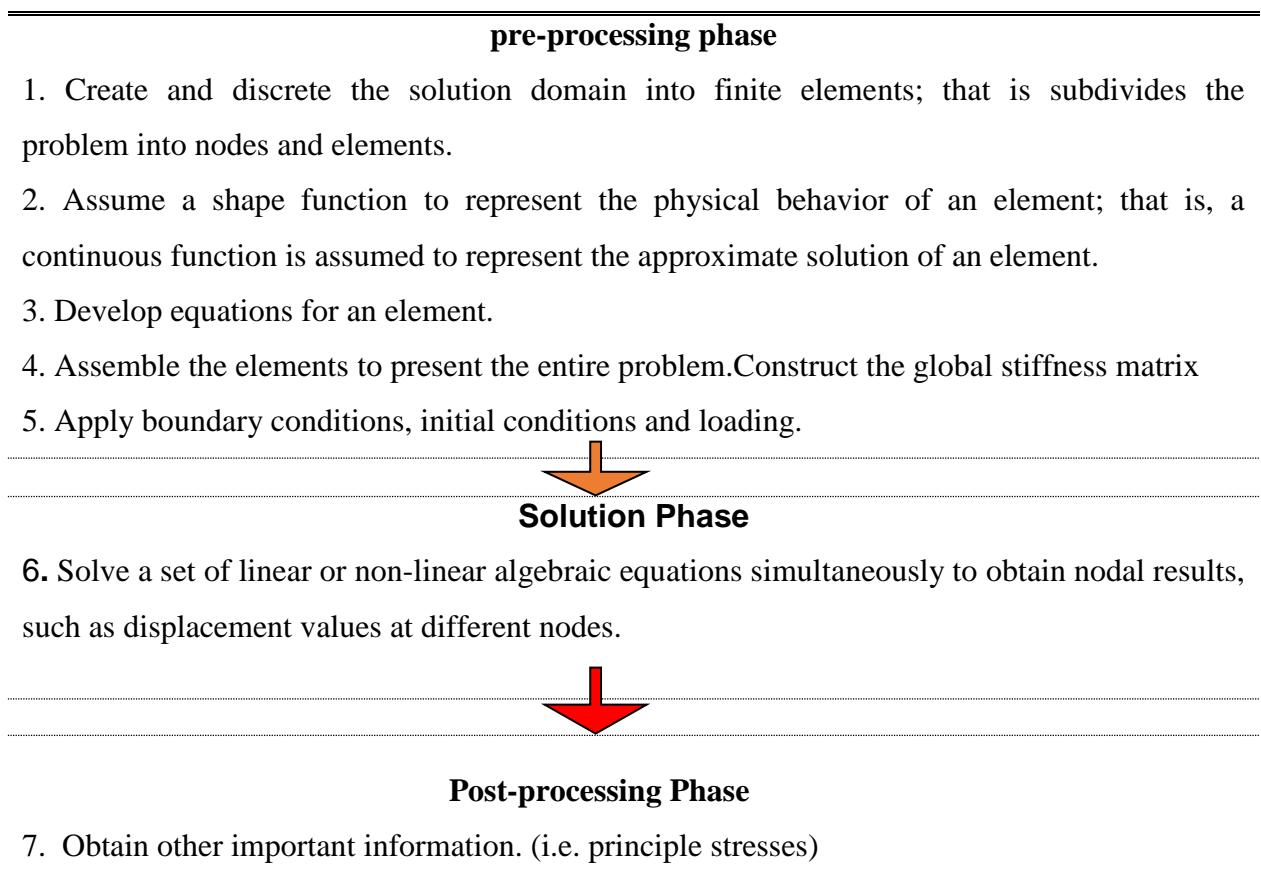 pre-processing phase
1. Create and discrete the solution domain into finite elements; that is subdivides the
problem into nodes and elements.
2. Assume a shape function to represent the physical behavior of an element; that is, a
continuous function is assumed to represent the approximate solution of an element.
3. Develop equations for an element.
4. Assemble the elements to present the entire problem.Construct the global stiffness matrix
5. Apply boundary conditions, initial conditions and loading.
Solution Phase
6. Solve a set of linear or non-linear algebraic equations simultaneously to obtain nodal results,
such as displacement values at different nodes.
Post-processing Phase
7. Obtain other important information. (i.e. principle stresses)